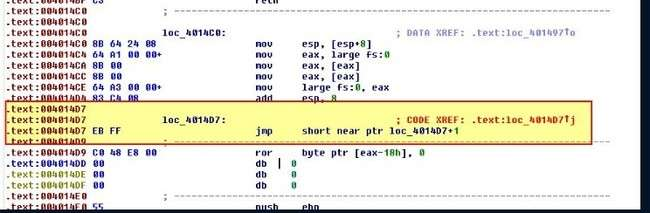 .text:004014BF C3 retn
.text:004014C0 ; ---------------------------------------------------------------------------
.text:004014C0
.text:004014C0 loc_4014C0: ; DATA XREF: .text:loc_401497↑o
.text:004014C0 8B 64 24 08 mov esp, [esp+8]
.text:004014C4 64 A1 00 00+ mov eax, large fs:0
.text:004014CA 8B 00 mov eax, [eax]
.text:004014CC 8B 00 mov eax, [eax]
.text:004014CE 64 A3 00 00+ mov large fs:0, eax
.text:004014D4 83 C4 08 add esp, 8
.text:004014D7
.text:004014D7 loc_4014D7: ; CODE XREF: .text:loc_4014D7↑j
.text:004014D7 EB FF jmp short near ptr loc_4014D7+1
.text:004014D9 ; ---------------------------------------------------------------------------
.text:004014D9 C0 48 E8 00 ror byte ptr [eax-18h], 0
.text:004014DD 00 db 0
.text:004014DE 00 db 0
.text:004014DF 00 db 0
.text:004014E0 ; ---------------------------------------------------------------------------
.text:004014E0 55 push ebp